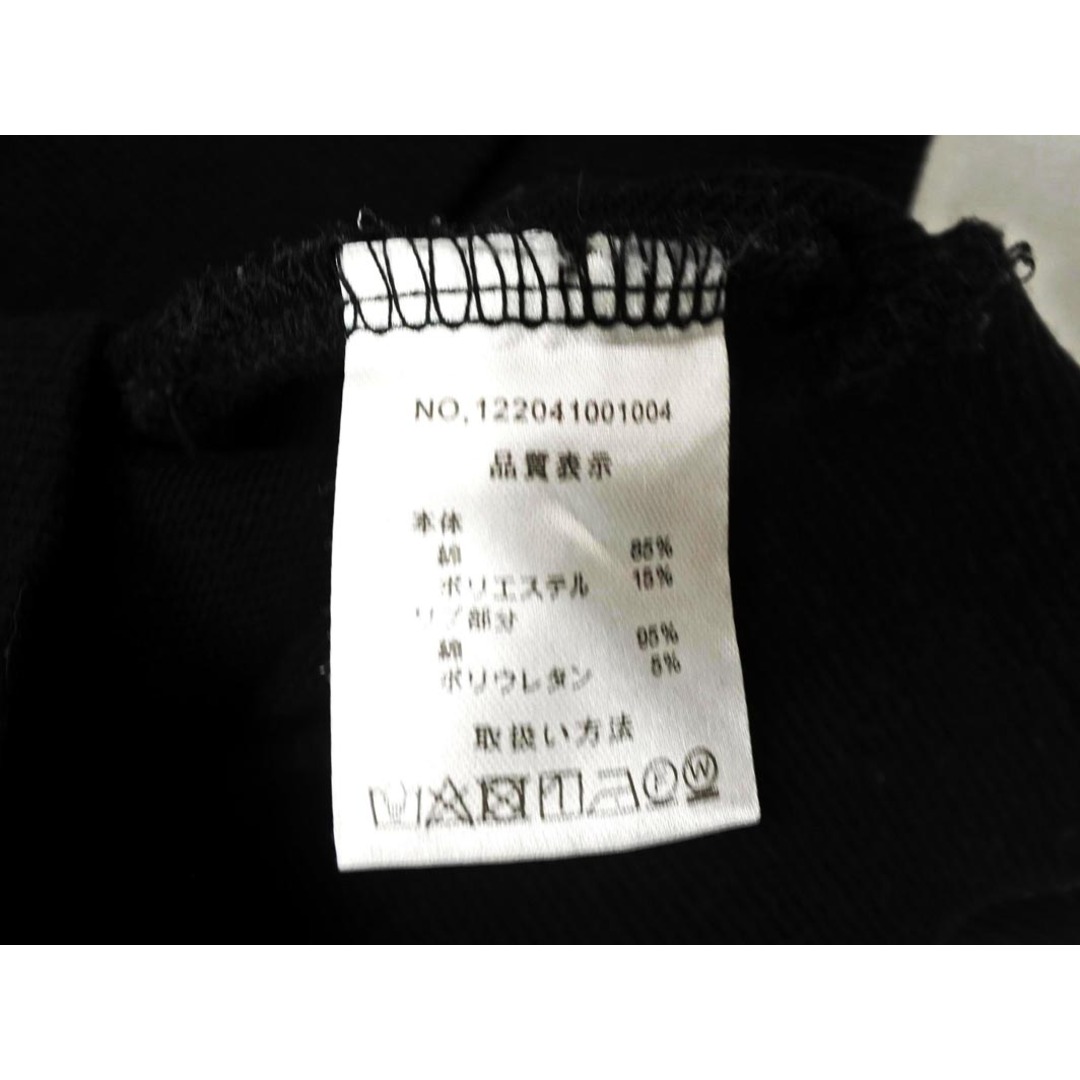 NO,122041001004
品質表示
本体
綿 85%
ポリエステル 15%
リブ部分
綿 95%
ポリウレタン 5%
取扱い方法